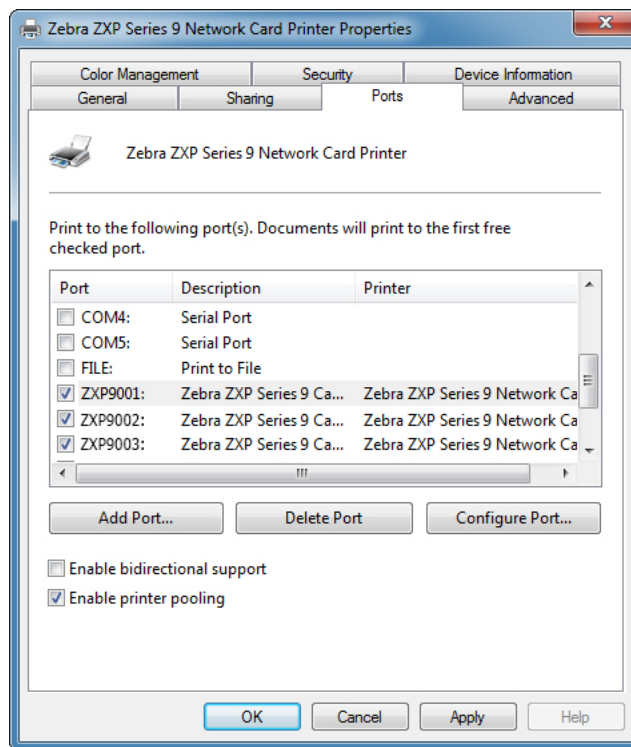 Zebra ZXP Series 9 Network Card Printer Properties
Color Management Security Device Information
General Sharing Ports Advanced
Zebra ZXP Series 9 Network Card Printer
Print to the following port(s). Documents will print to the first free
checked port.
Port Description Printer
COM4: Serial Port
COM5: Serial Port
FILE: Print to File
ZXP9001: Zebra ZXP Series 9 Ca... Zebra ZXP Series 9 Network Ca
ZXP9002: Zebra ZXP Series 9 Ca... Zebra ZXP Series 9 Network Ca
ZXP9003: Zebra ZXP Series 9 Ca... Zebra ZXP Series 9 Network Ca
Add Port... Delete Port Configure Port...
Enable bidirectional support
Enable printer pooling
OK Cancel Apply Help